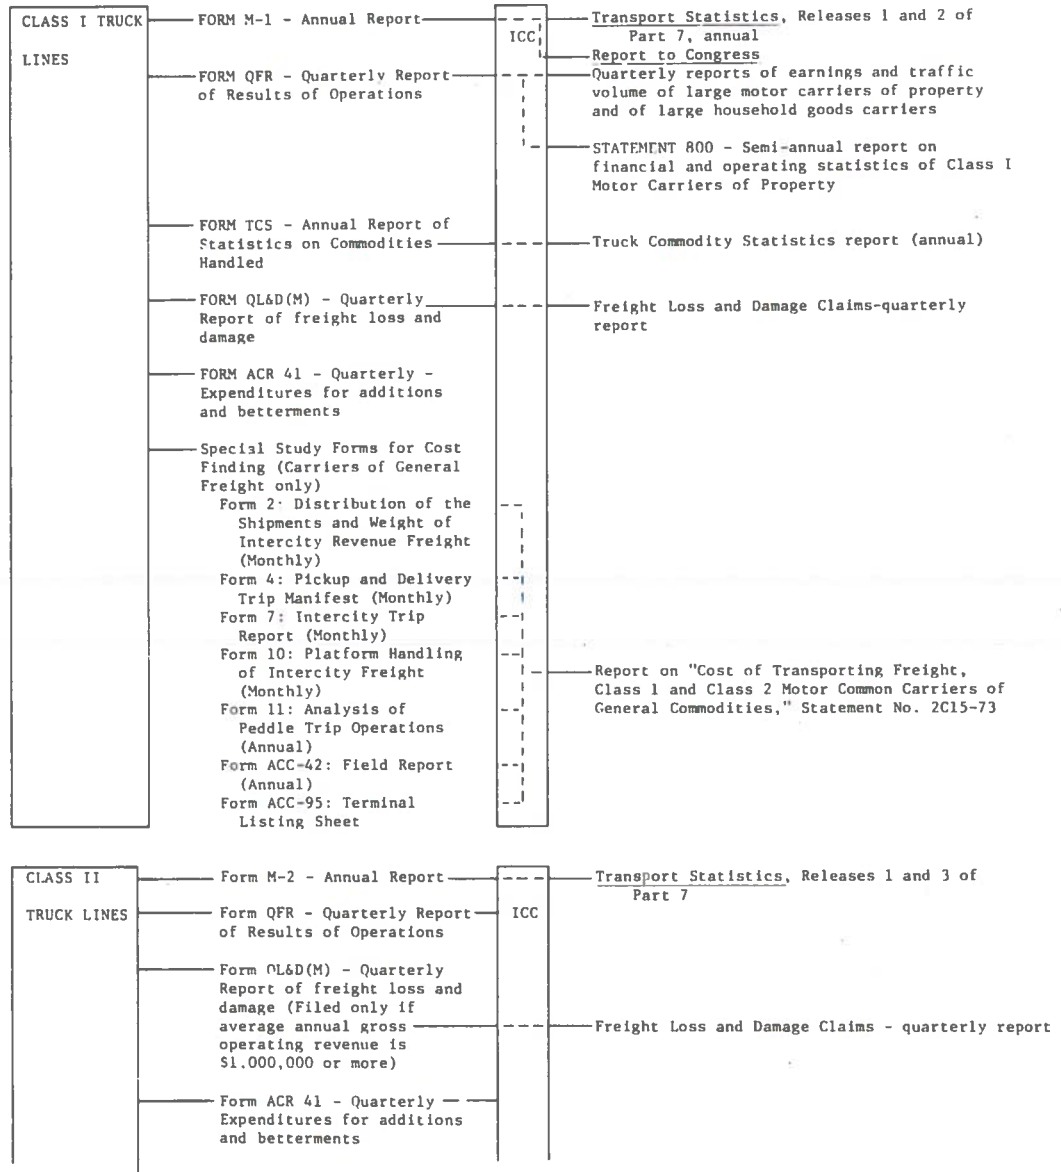 CLASS I TRUCK
LINES
FORM M-1 - Annual Report
ICC
Transport Statistics, Releases 1 and 2 of
Part 7, annual
Report to Congress
FORM QFR - Quarterly Report
of Results of Operations
Quarterly reports of earnings and traffic
volume of large motor carriers of property
and of large household goods carriers
STATEMENT 800 - Semi-annual report on
financial and operating statistics of Class I
Motor Carriers of Property
FORM TCS - Annual Report of
Statistics on Commodities
Handled
Truck Commodity Statistics report (annual)
FORM QL&D(M) - Quarterly
Report of freight loss and
damage
Freight Loss and Damage Claims-quarterly
report
FORM ACR 41 - Quarterly -
Expenditures for additions
and betterments
Special Study Forms for Cost
Finding (Carriers of General
Freight only)
Form 2: Distribution of the
Shipments and Weight of
Intercity Revenue Freight
(Monthly)
Form 4: Pickup and Delivery
Trip Manifest (Monthly)
Form 7: Intercity Trip
Report (Monthly)
Form 10: Platform Handling
of Intercity Freight
(Monthly)
Form 11: Analysis of
Peddle Trip Operations
(Annual)
Form ACC-42: Field Report
(Annual)
Form ACC-95: Terminal
Listing Sheet
Report on "Cost of Transporting Freight,
Class 1 and Class 2 Motor Common Carriers of
General Commodities," Statement No. 2C15-73
CLASS II
TRUCK LINES
Form M-2 - Annual Report
ICC
Transport Statistics, Releases 1 and 3 of
Part 7
Form QFR - Quarterly Report
of Results of Operations
Form QL&D(M) - Quarterly
Report of freight loss and
damage (Filed only if
average annual gross
operating revenue is
$1,000,000 or more)
Freight Loss and Damage Claims - quarterly report
Form ACR 41 - Quarterly
Expenditures for additions
and betterments